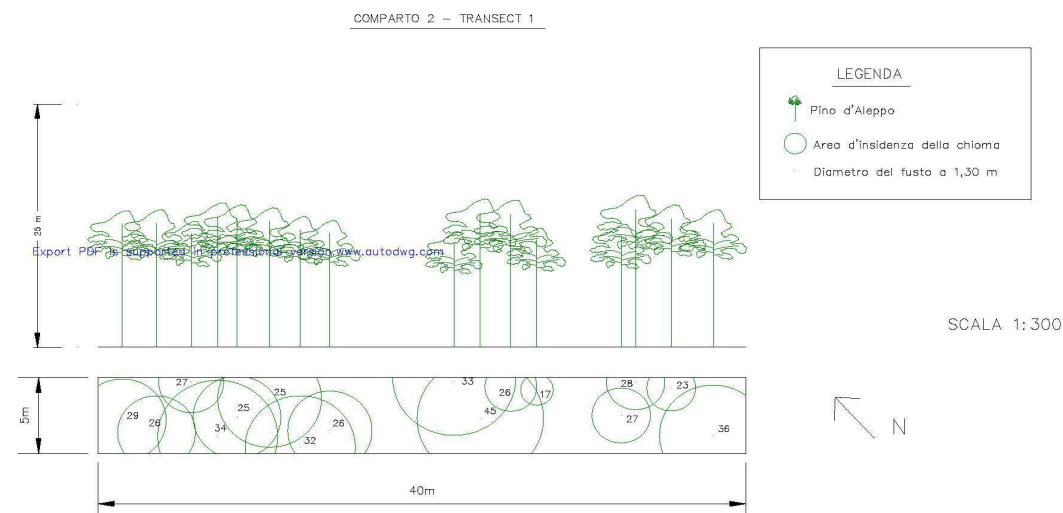 COMPARTO 2 - TRANSECT 1
LEGENDA
Pino d'Aleppo
Area d'insidenza della chioma
Diametro del fusto a 1,30 m
25 m
Export PDF is supported in professional version,www.autodwg.com
SCALA 1:300
5m
29
26
27
34
25
25
32
26
33
45
26
17
28
27
23
36
N
40m